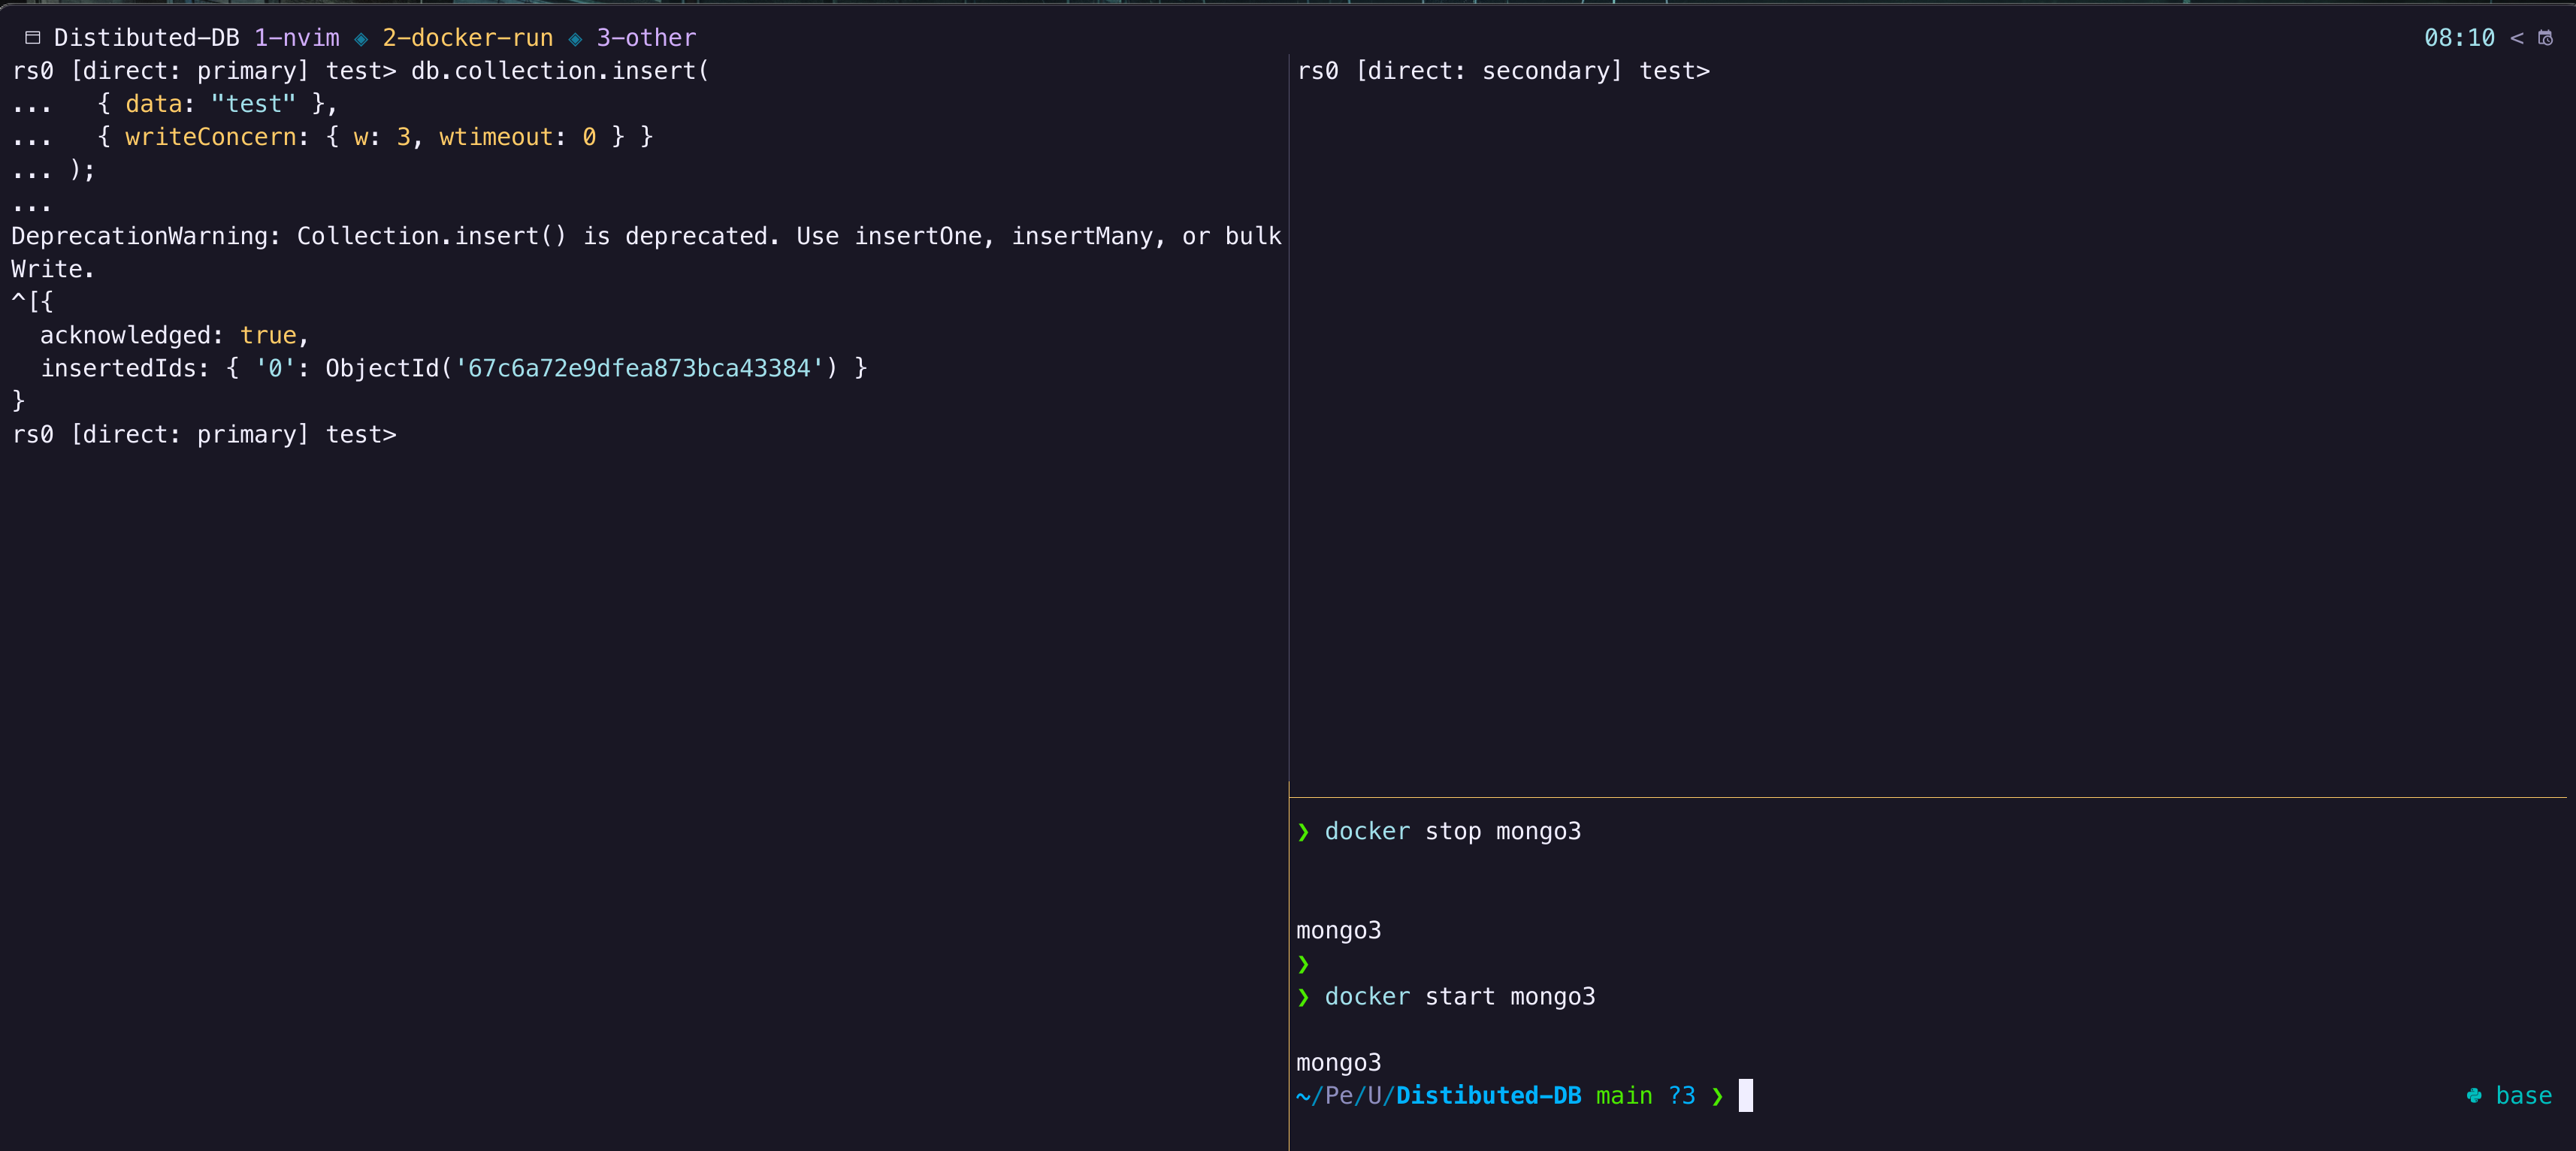 Distibuted-DB 1-nvim ◈ 2-docker-run ◈ 3-other 08:10 <
rs0 [direct: primary] test> db.collection.insert(
...   { data: "test" },
...   { writeConcern: { w: 3, wtimeout: 0 } }
... );
...
DeprecationWarning: Collection.insert() is deprecated. Use insertOne, insertMany, or bulk
Write.
^[{
  acknowledged: true,
  insertedIds: { '0': ObjectId('67c6a72e9dfea873bca43384') }
}
rs0 [direct: primary] test>
rs0 [direct: secondary] test>
❯ docker stop mongo3
mongo3
❯
❯ docker start mongo3
mongo3
~/Pe/U/Distibuted-DB main ?3 ❯ base